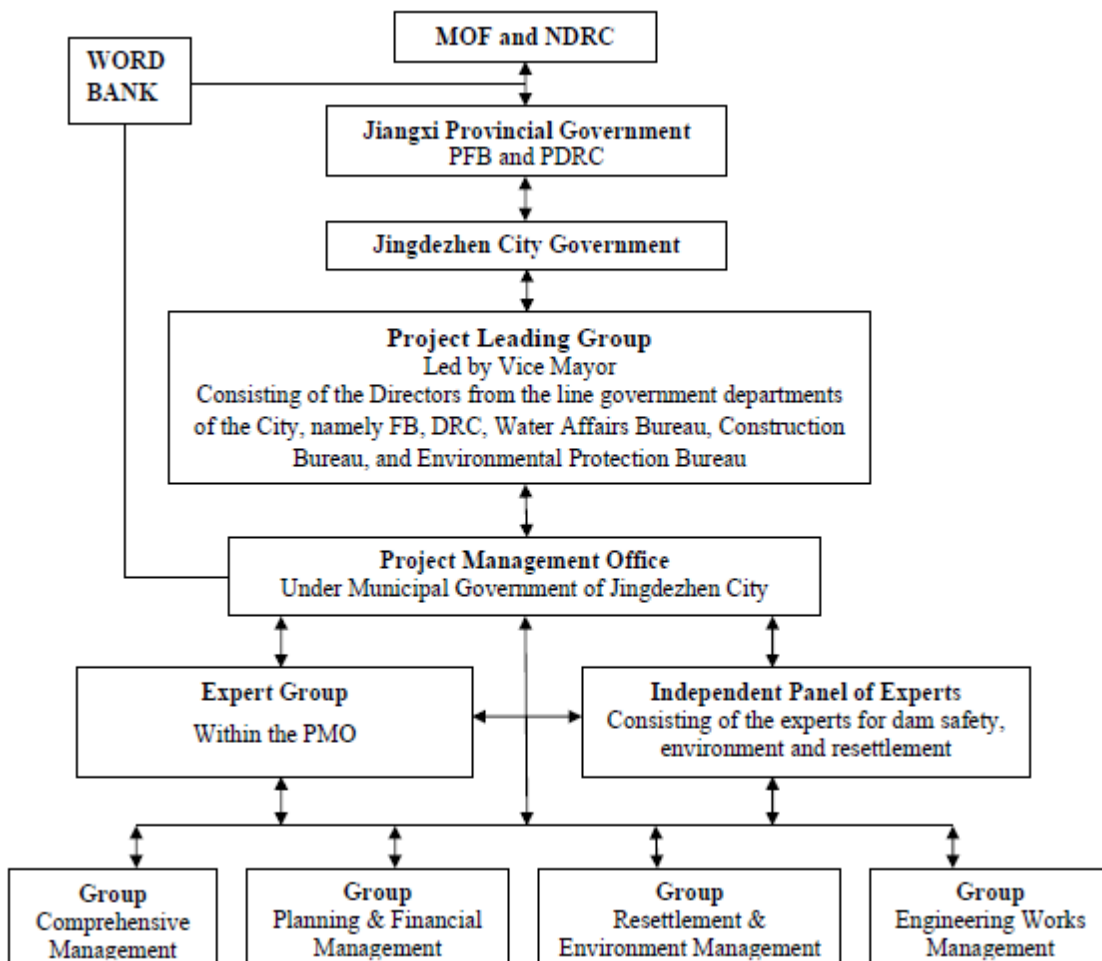 MOF and NDRC
WORD
BANK
Jiangxi Provincial Government
PFB and PDRC
Jingdezhen City Government
Project Leading Group
Led by Vice Mayor
Consisting of the Directors from the line government departments
of the City, namely FB, DRC, Water Affairs Bureau, Construction
Bureau, and Environmental Protection Bureau
Project Management Office
Under Municipal Government of Jingdezhen City
Expert Group
Within the PMO
Independent Panel of Experts
Consisting of the experts for dam safety,
environment and resettlement
Group
Comprehensive
Management
Group
Planning & Financial
Management
Group
Resettlement &
Environment Management
Group
Engineering Works
Management